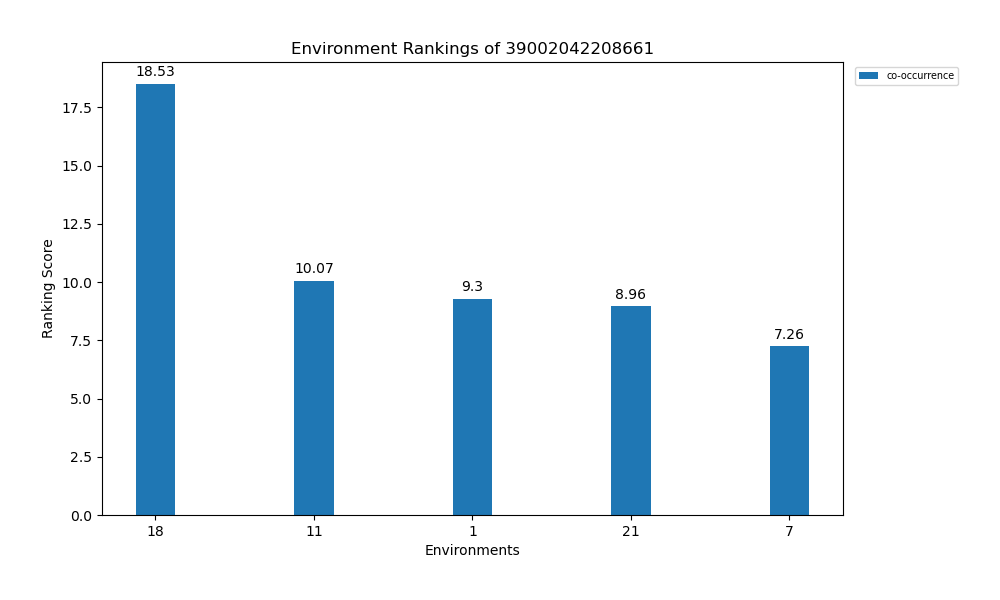 Environment Rankings of 39002042208661
co-occurrence
18.53
10.07
9.3
8.96
7.26
Ranking Score
17.5
15.0
12.5
10.0
7.5
5.0
2.5
0.0
18 11 1 21 7
Environments